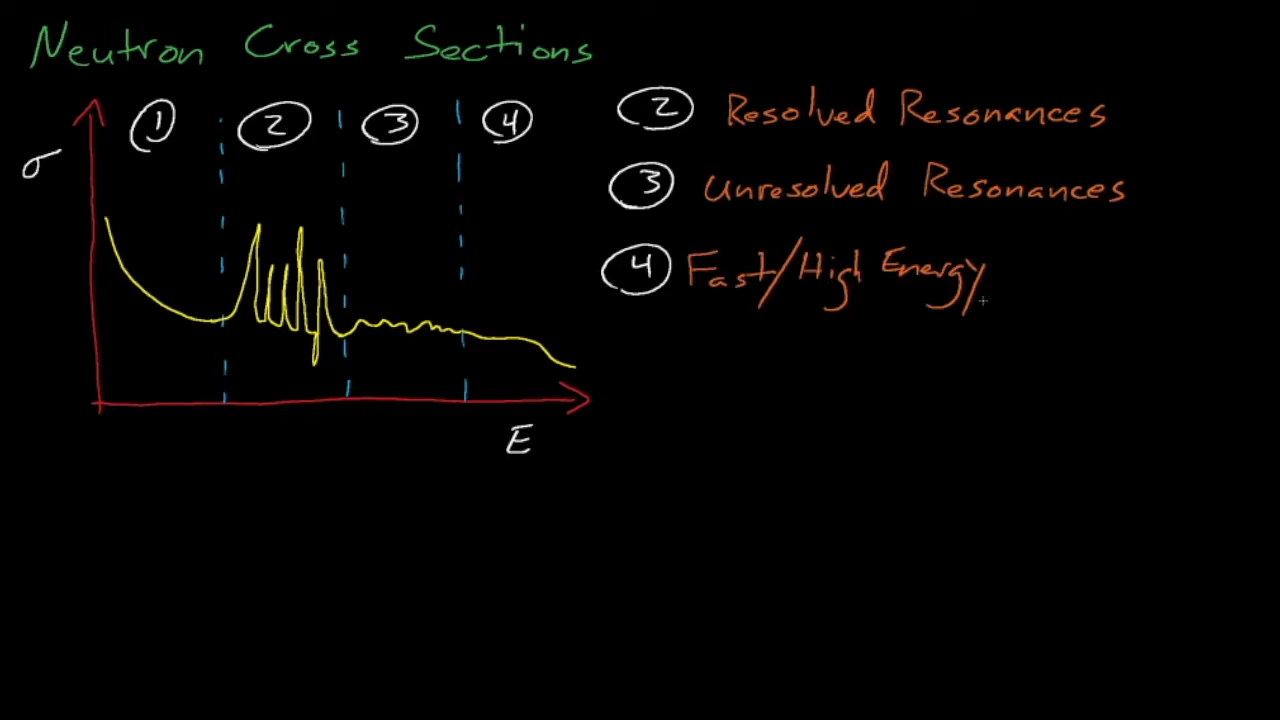 Neutron Cross Sections
1 2 3 4
σ
E
2 Resolved Resonances
3 Unresolved Resonances
4 Fast/High Energy